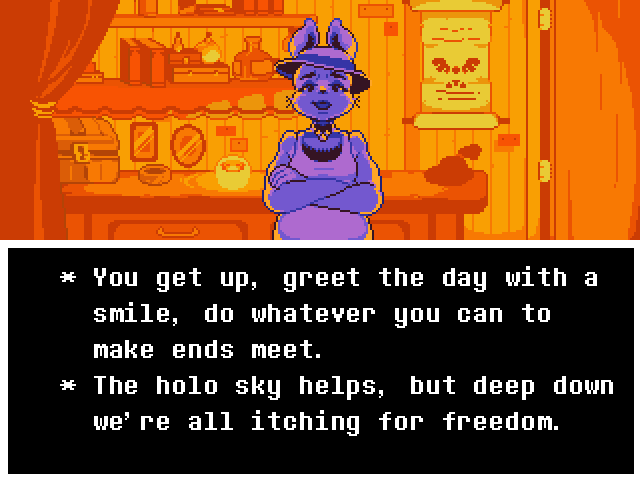 * You get up, greet the day with a
smile, do whatever you can to
make ends meet.
* The holo sky helps, but deep down
we're all itching for freedom.